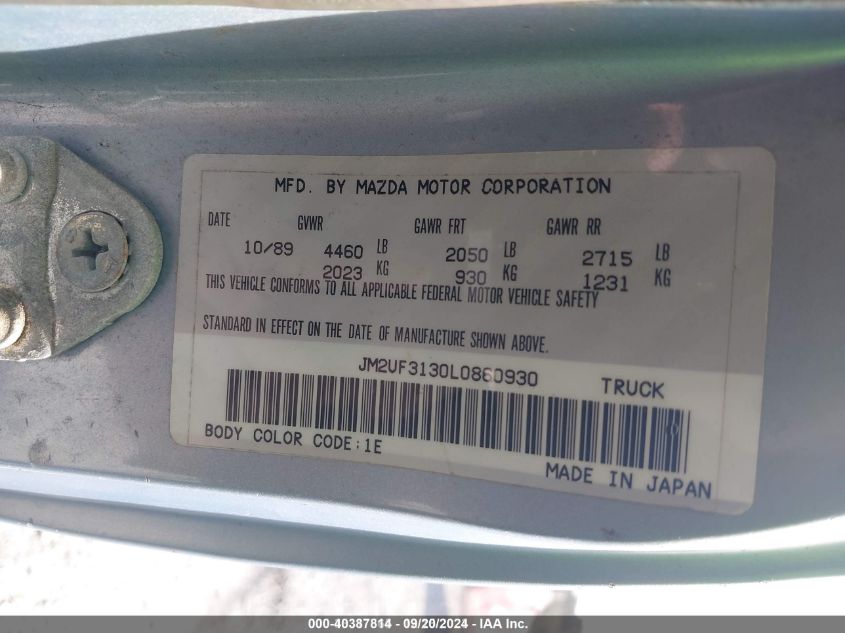 MFD. BY MAZDA MOTOR CORPORATION
DATE GVWR GAWR FRT GAWR RR
10/89 4460 LB 2050 LB 2715 LB
2023 KG 930 KG 1231 KG
THIS VEHICLE CONFORMS TO ALL APPLICABLE FEDERAL MOTOR VEHICLE SAFETY
STANDARD IN EFFECT ON THE DATE OF MANUFACTURE SHOWN ABOVE.
JM2UF3130L0860930 TRUCK
BODY COLOR CODE:1E
MADE IN JAPAN
000-40387814 - 09/20/2024 - IAA Inc.